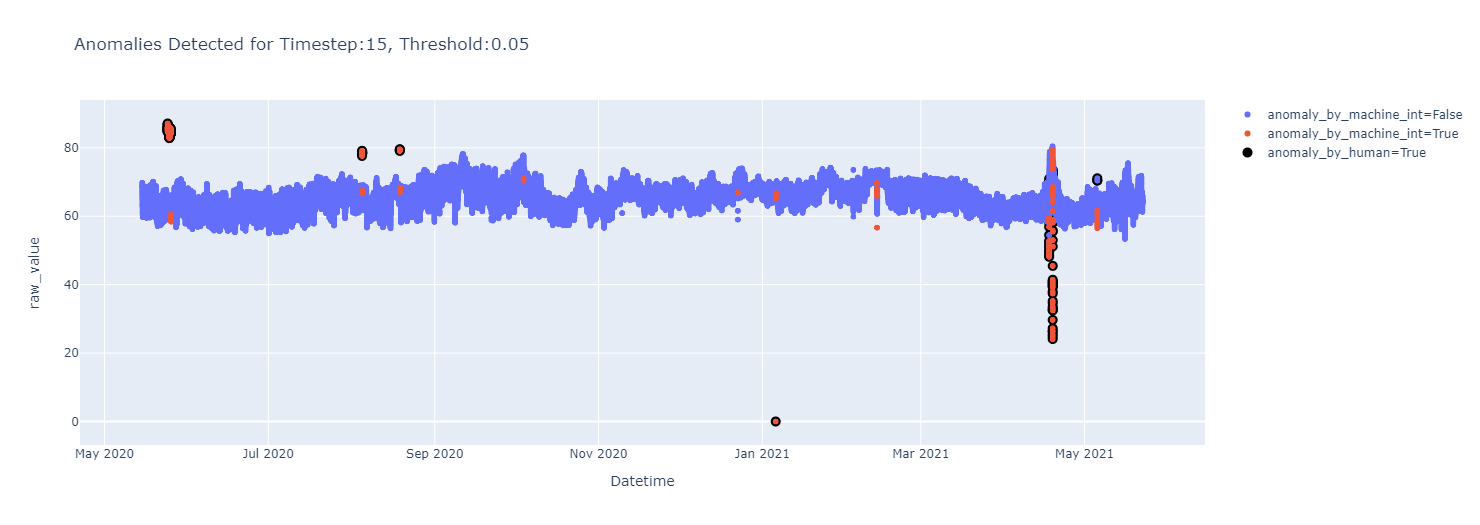 Anomalies Detected for Timestep:15, Threshold:0.05
anomaly_by_machine_int=False
anomaly_by_machine_int=True
anomaly_by_human=True
80
60
40
20
0
raw_value
May 2020
Jul 2020
Sep 2020
Nov 2020
Jan 2021
Mar 2021
May 2021
Datetime